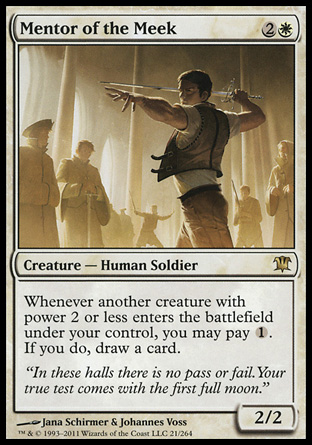 Mentor of the Meek 2
Creature — Human Soldier
Whenever another creature with
power 2 or less enters the battlefield
under your control, you may pay 1.
If you do, draw a card.
"In these halls there is no pass or fail. Your
true test comes with the first full moon."
Jana Schirmer & Johannes Voss
™ & © 1993–2011 Wizards of the Coast LLC 21/264
2/2